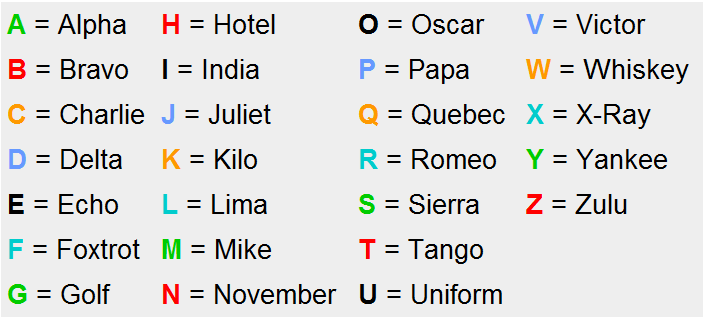 A = Alpha
B = Bravo
C = Charlie
D = Delta
E = Echo
F = Foxtrot
G = Golf
H = Hotel
I = India
J = Juliet
K = Kilo
L = Lima
M = Mike
N = November
O = Oscar
P = Papa
Q = Quebec
R = Romeo
S = Sierra
T = Tango
U = Uniform
V = Victor
W = Whiskey
X = X-Ray
Y = Yankee
Z = Zulu